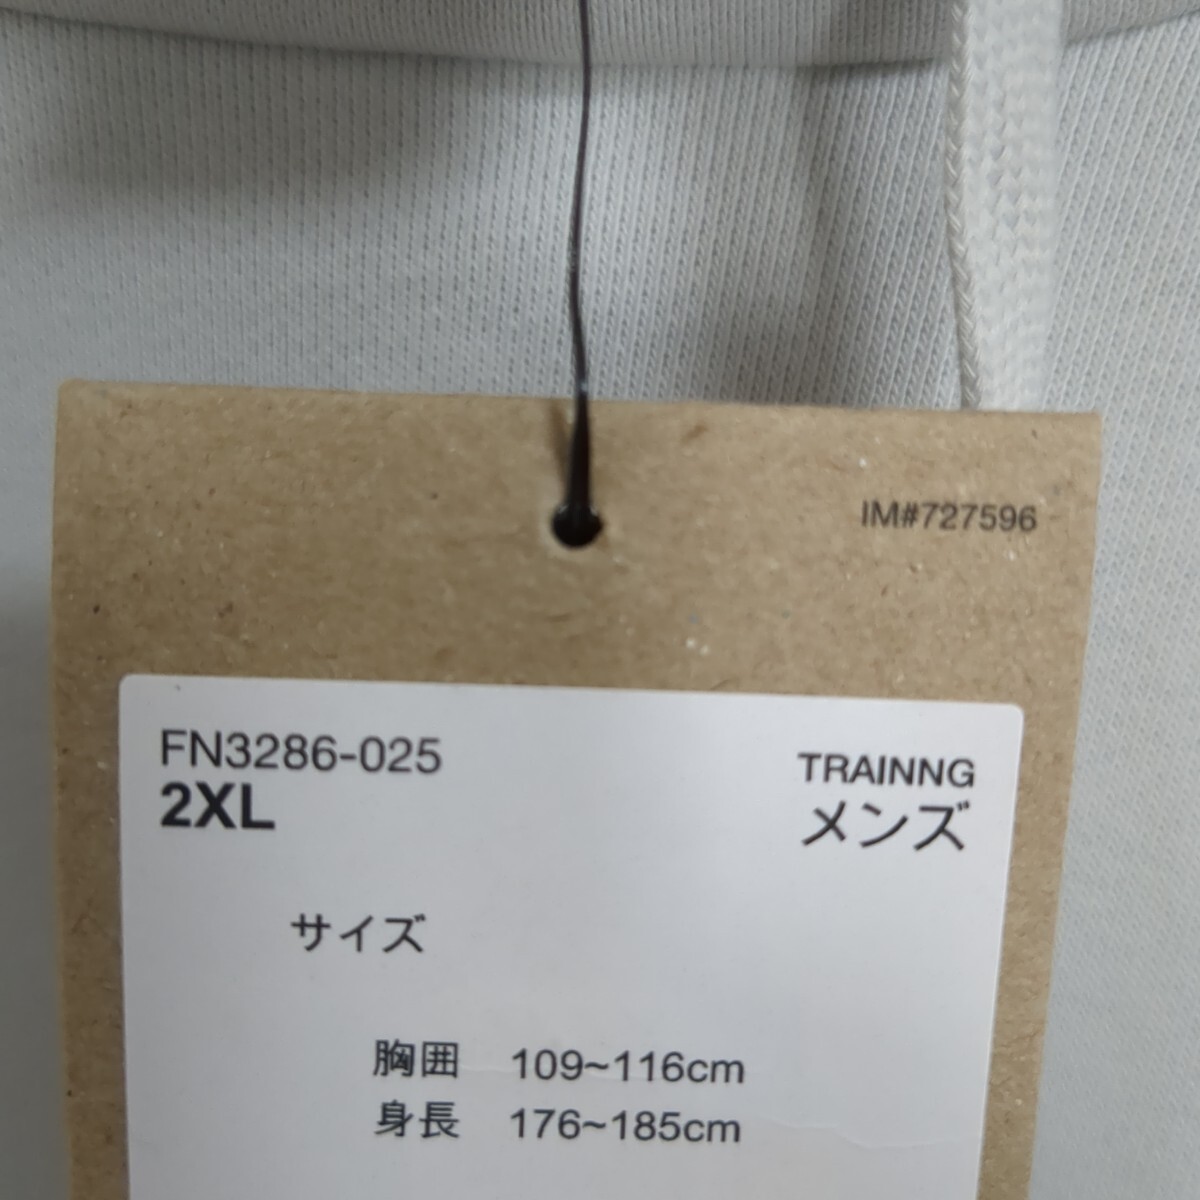 IM#727596
FN3286-025
2XL
TRAINNG
メンズ
サイズ
胸囲 109~116cm
身長 176~185cm